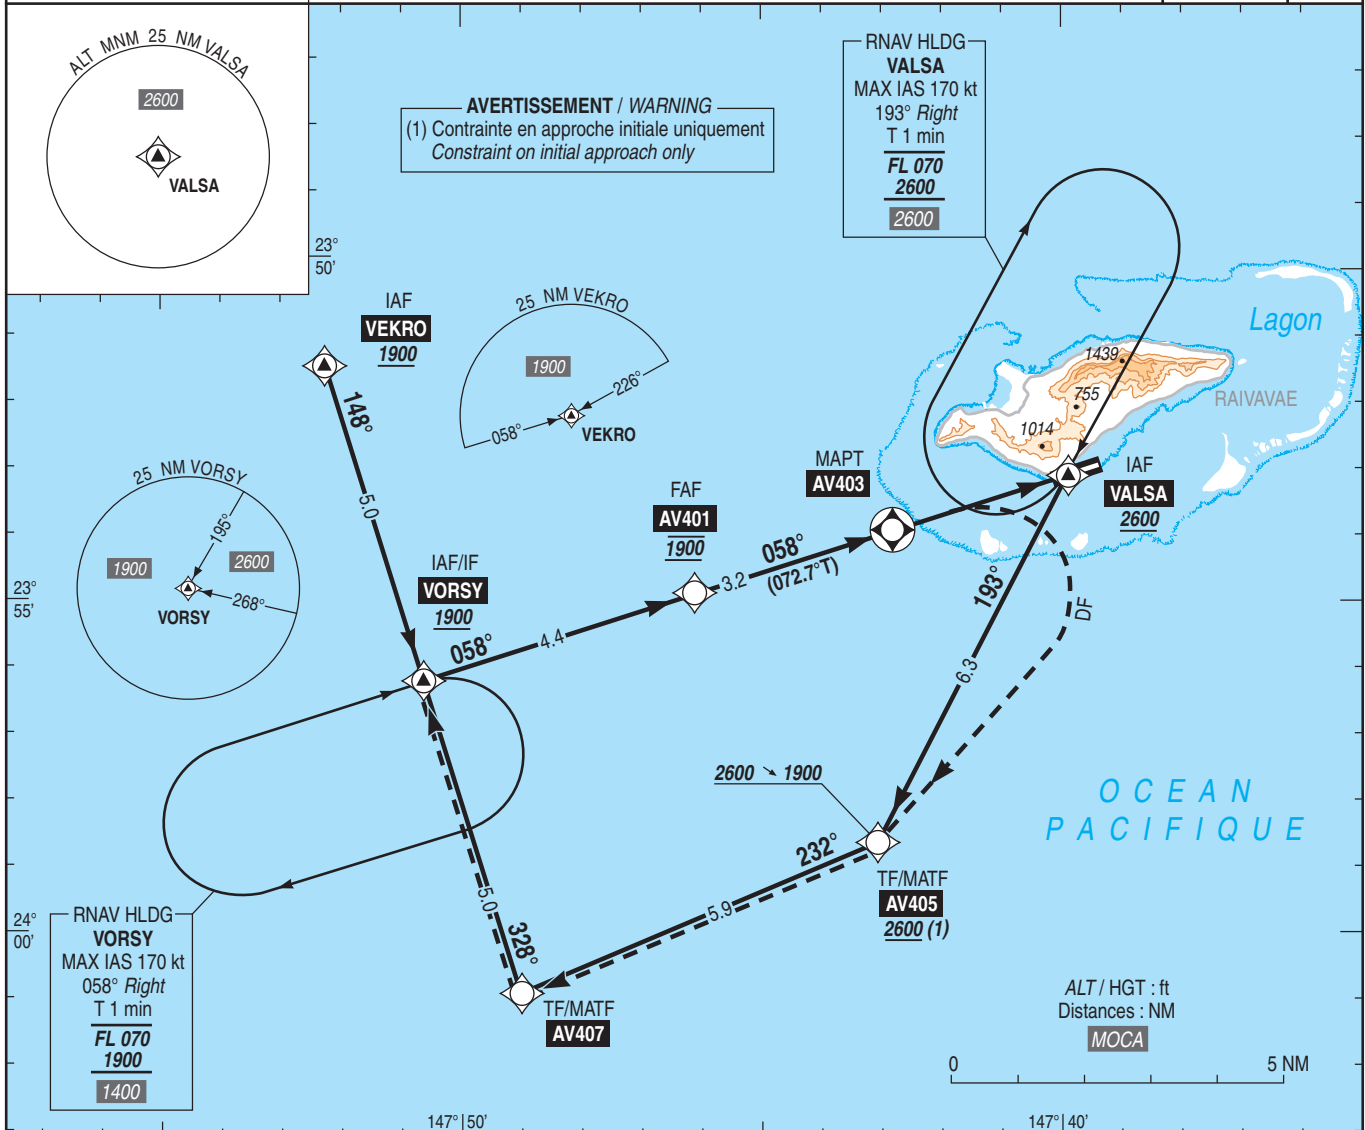 ALT MNM 25 NM VALSA
2600
VALSA
AVERTISSEMENT / WARNING
(1) Contrainte en approche initiale uniquement
Constraint on initial approach only
RNAV HLDG
VALSA
MAX IAS 170 kt
193° Right
T 1 min
FL 070
2600
2600
23°
50'
IAF
VEKRO
1900
25 NM VEKRO
1900
226°
058°
VEKRO
Lagon
1439
755
1014
RAIVAVAE
148°
5.0
25 NM VORSY
195°
1900
2600
268°
VORSY
23°
55'
IAF/IF
VORSY
1900
058°
4.4
FAF
AV401
1900
3.2
058°
(072.7°T)
MAPT
AV403
IAF
VALSA
2600
193°
6.3
DF
2600 ↘ 1900
OCEAN
PACIFIQUE
232°
5.9
TF/MATF
AV405
2600 (1)
5.0
328°
TF/MATF
AV407
24°
00'
RNAV HLDG
VORSY
MAX IAS 170 kt
058° Right
T 1 min
FL 070
1900
1400
ALT / HGT : ft
Distances : NM
MOCA
0 5 NM
147° 50' 147° 40'